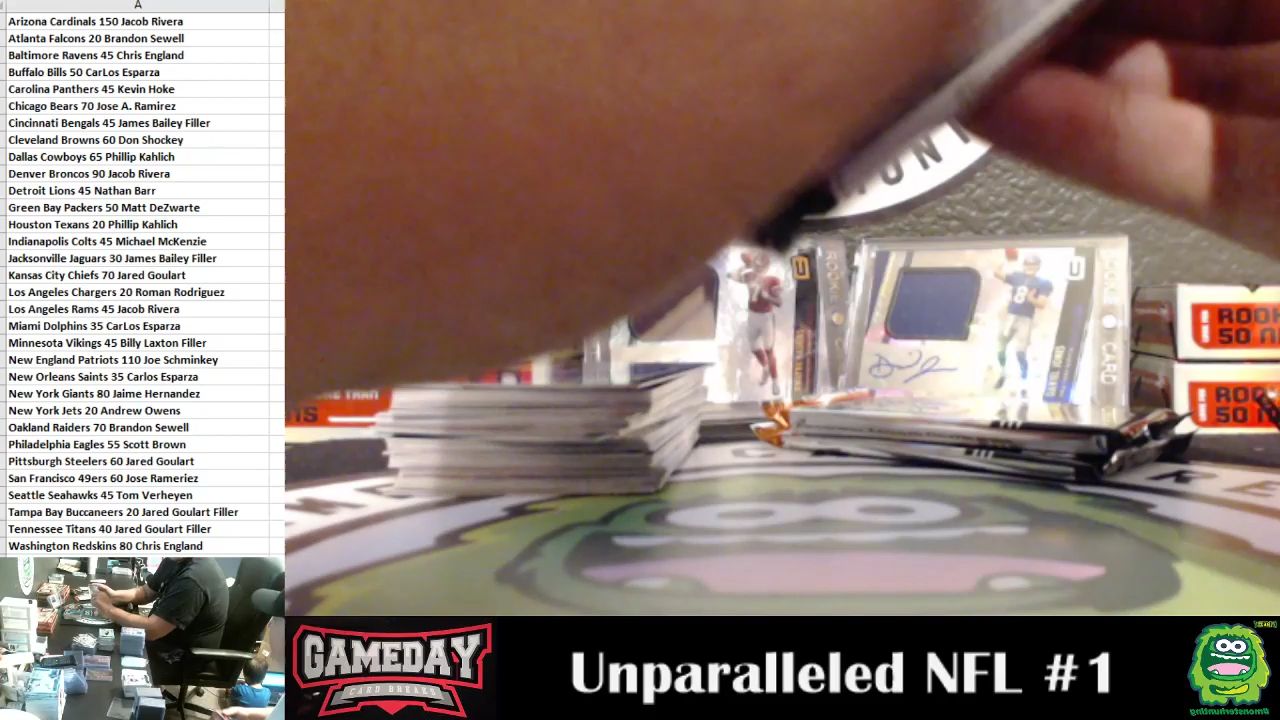 A
Arizona Cardinals 150 Jacob Rivera
Atlanta Falcons 20 Brandon Sewell
Baltimore Ravens 45 Chris England
Buffalo Bills 50 CarLos Esparza
Carolina Panthers 45 Kevin Hoke
Chicago Bears 70 Jose A. Ramirez
Cincinnati Bengals 45 James Bailey Filler
Cleveland Browns 60 Don Shockey
Dallas Cowboys 65 Phillip Kahlich
Denver Broncos 90 Jacob Rivera
Detroit Lions 45 Nathan Barr
Green Bay Packers 50 Matt DeZwarte
Houston Texans 20 Phillip Kahlich
Indianapolis Colts 45 Michael McKenzie
Jacksonville Jaguars 30 James Bailey Filler
Kansas City Chiefs 70 Jared Goulart
Los Angeles Chargers 20 Roman Rodriguez
Los Angeles Rams 45 Jacob Rivera
Miami Dolphins 35 CarLos Esparza
Minnesota Vikings 45 Billy Laxton Filler
New England Patriots 110 Joe Schminkey
New Orleans Saints 35 Carlos Esparza
New York Giants 80 Jaime Hernandez
New York Jets 20 Andrew Owens
Oakland Raiders 70 Brandon Sewell
Philadelphia Eagles 55 Scott Brown
Pittsburgh Steelers 60 Jared Goulart
San Francisco 49ers 60 Jose Rameriez
Seattle Seahawks 45 Tom Verheyen
Tampa Bay Buccaneers 20 Jared Goulart Filler
Tennessee Titans 40 Jared Goulart Filler
Washington Redskins 80 Chris England
UNI
ROOKIE CARD
DANIEL JONES
ROOK
50 N
ROO
50 N
GAMEDAY
CARD BREAKS
Unparalleled NFL #1
#monsterhunting